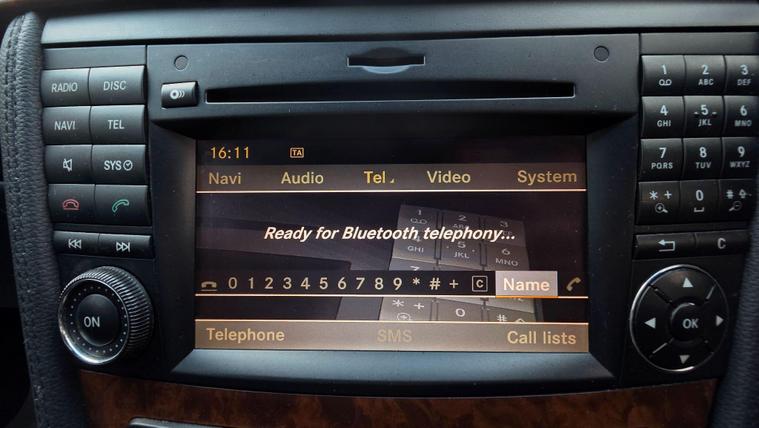 RADIO DISC
NAVI TEL
SYS
ON
16:11 TA
Navi Audio Tel Video System
Ready for Bluetooth telephony...
0 1 2 3 4 5 6 7 8 9 * # + C Name
Telephone SMS Call lists
1 2 3
ABC DEF
4 5 6
GHI JKL MNO
7 8 9
PQRS TUV WXYZ
* + 0 #
C
OK